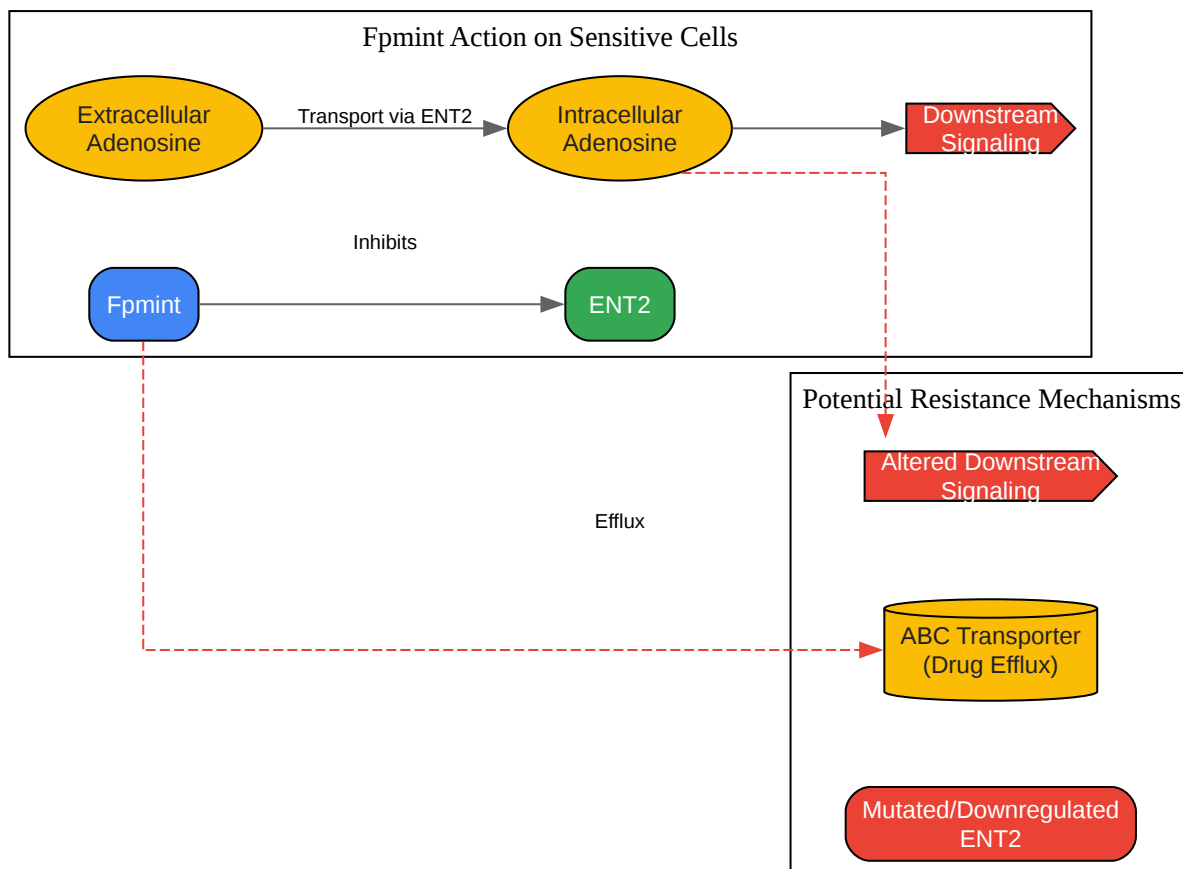 Fpmint Action on Sensitive Cells
Extracellular
Adenosine
Transport via ENT2
Intracellular
Adenosine
Downstream
Signaling
Inhibits
Fpmint
ENT2
Potential Resistance Mechanisms
Altered Downstream
Signaling
Efflux
ABC Transporter
(Drug Efflux)
Mutated/Downregulated
ENT2